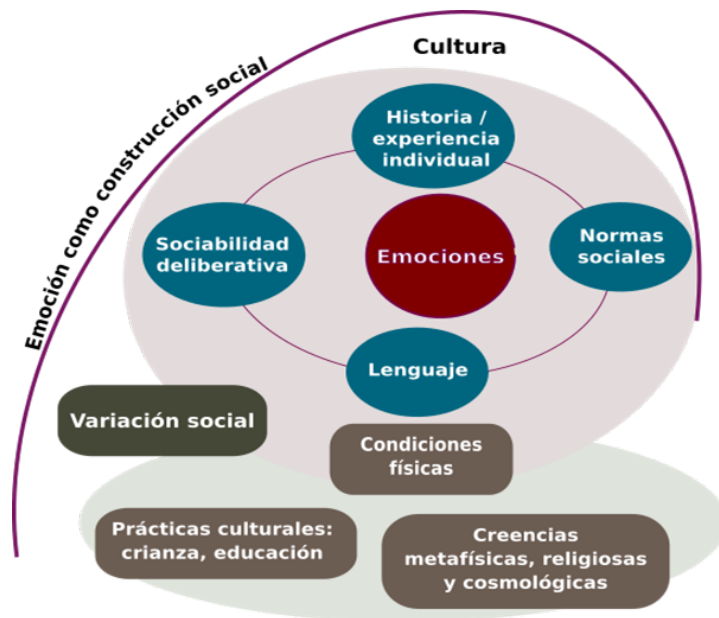 Cultura
Emoción como construcción social
Historia /
experiencia
individual
Sociabilidad
deliberativa
Emociones
Normas
sociales
Lenguaje
Variación social
Condiciones
físicas
Prácticas culturales:
crianza, educación
Creencias
metafísicas, religiosas
y cosmológicas